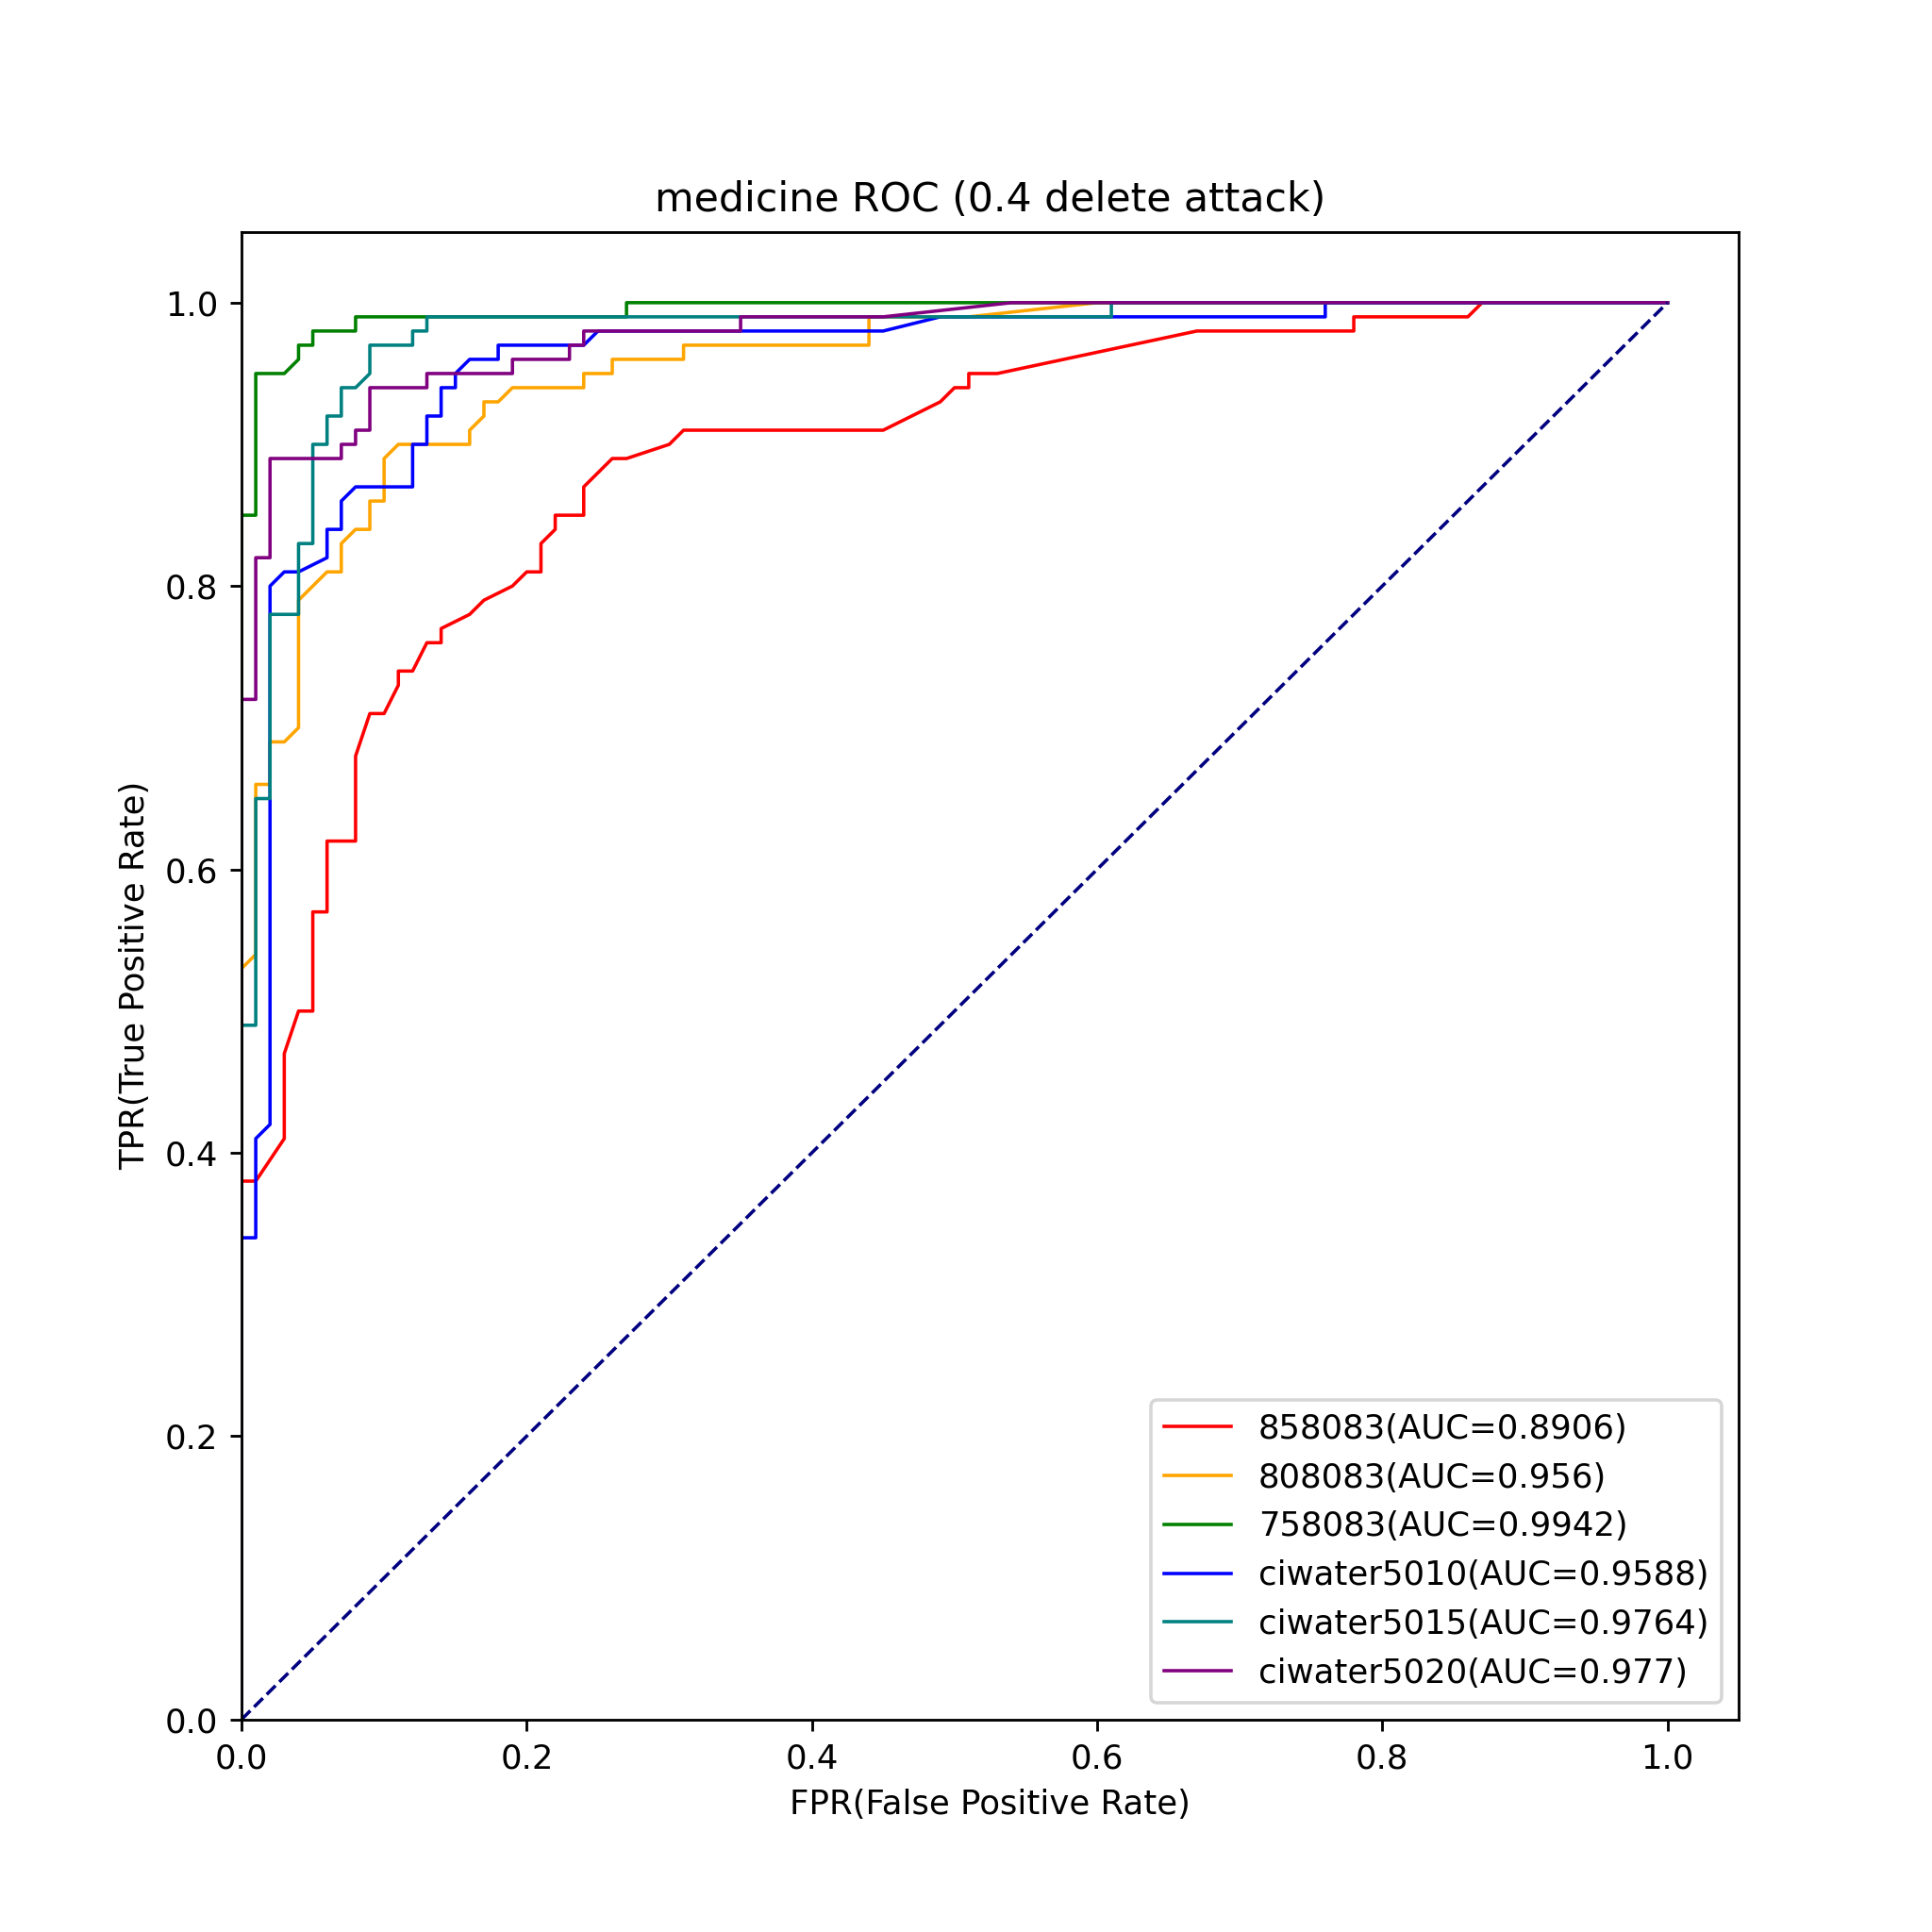 medicine ROC (0.4 delete attack)
TPR(True Positive Rate)
1.0
0.8
0.6
0.4
0.2
0.0
0.0 0.2 0.4 0.6 0.8 1.0
FPR(False Positive Rate)
858083(AUC=0.8906)
808083(AUC=0.956)
758083(AUC=0.9942)
ciwater5010(AUC=0.9588)
ciwater5015(AUC=0.9764)
ciwater5020(AUC=0.977)